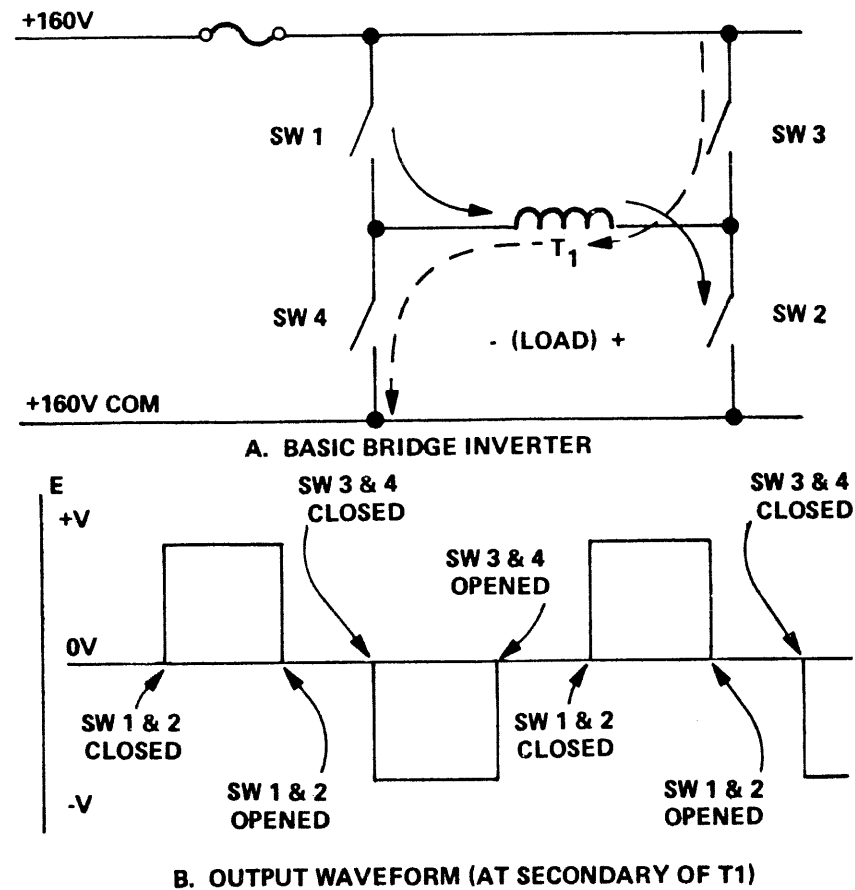 +160V
SW 1
SW 3
T1
SW 4
SW 2
- (LOAD) +
+160V COM
A. BASIC BRIDGE INVERTER
E
SW 3 & 4
CLOSED
SW 3 & 4
CLOSED
+V
SW 3 & 4
OPENED
0V
SW 1 & 2
CLOSED
SW 1 & 2
CLOSED
SW 1 & 2
OPENED
SW 1 & 2
OPENED
-V
B. OUTPUT WAVEFORM (AT SECONDARY OF T1)